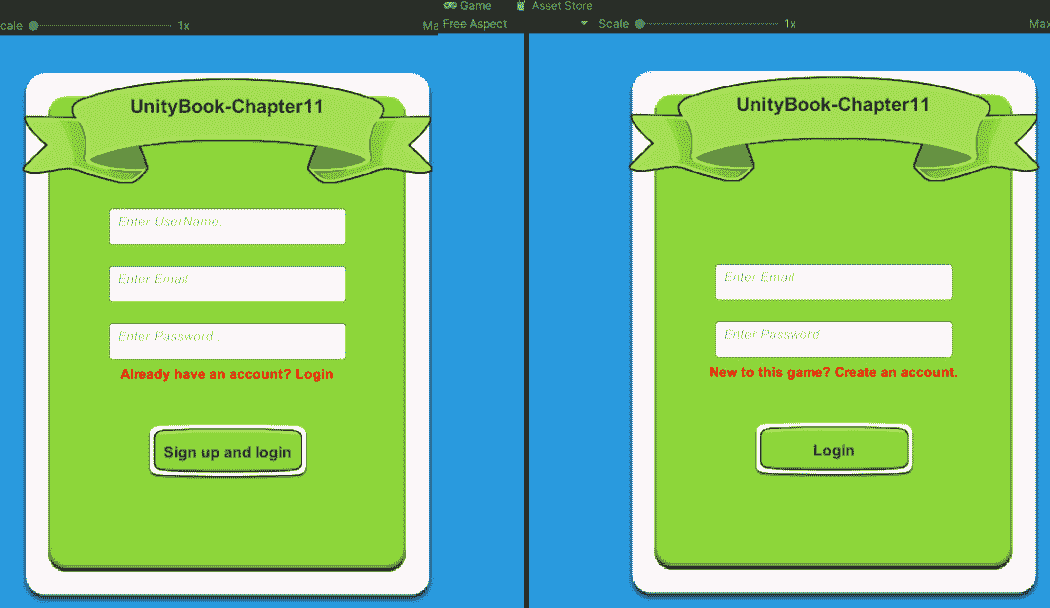 Game
Asset Store
cale
1x
Ma
Free Aspect
Scale
1x
Max
UnityBook-Chapter11
Enter UserName.
Enter Email
Enter Password .
Already have an account? Login
Sign up and login
UnityBook-Chapter11
Enter Email
Enter Password
New to this game? Create an account.
Login